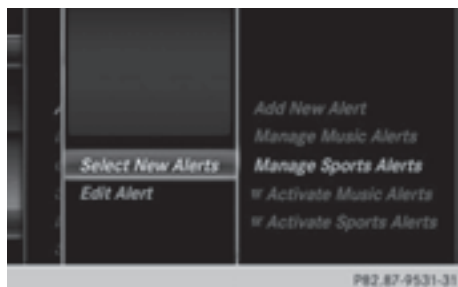 Add New Alert
Manage Music Alerts
Select New Alerts
Manage Sports Alerts
Edit Alert
Activate Music Alerts
Activate Sports Alerts
P82.87-9531-31